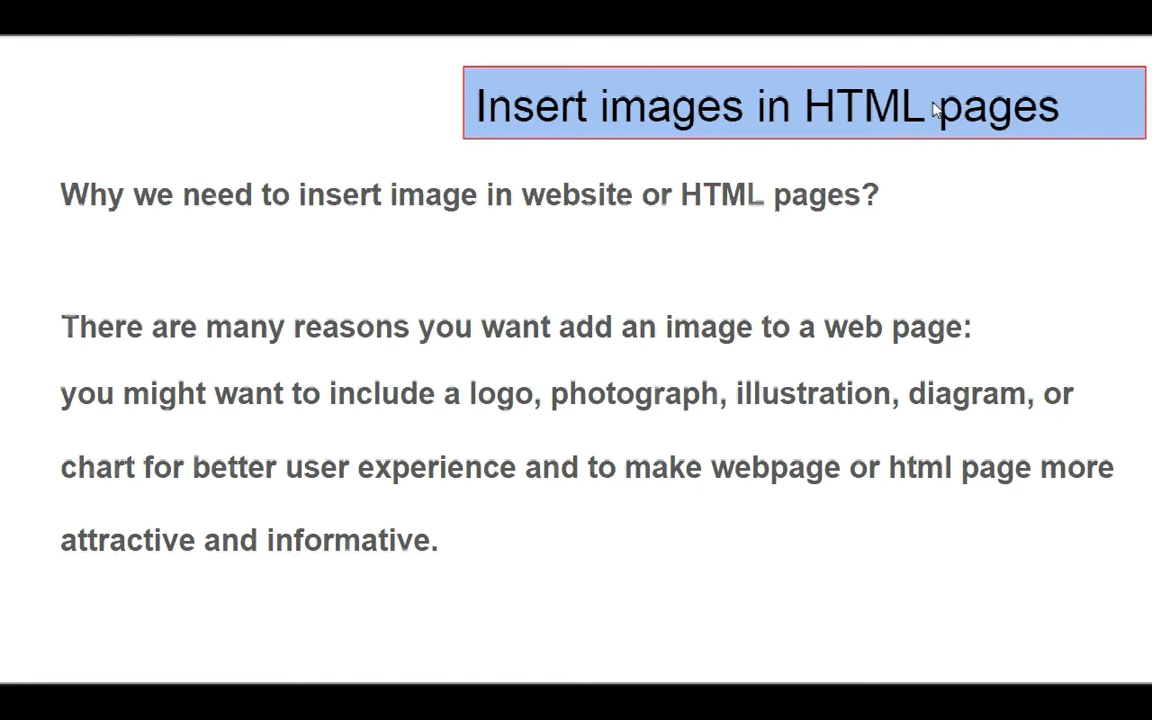 Insert images in HTML pages
Why we need to insert image in website or HTML pages?
There are many reasons you want add an image to a web page:
you might want to include a logo, photograph, illustration, diagram, or
chart for better user experience and to make webpage or html page more
attractive and informative.